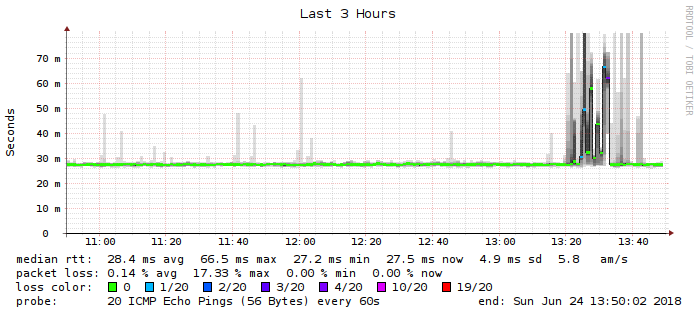 Last 3 Hours
RRDTOOL / TOBI OETIKER
Seconds
70 m
60 m
50 m
40 m
30 m
20 m
10 m
0
11:00 11:20 11:40 12:00 12:20 12:40 13:00 13:20 13:40
median rtt: 28.4 ms avg 66.5 ms max 27.2 ms min 27.5 ms now 4.9 ms sd 5.8 am/s
packet loss: 0.14 % avg 17.33 % max 0.00 % min 0.00 % now
loss color: 0 1/20 2/20 3/20 4/20 10/20 19/20
probe: 20 ICMP Echo Pings (56 Bytes) every 60s end: Sun Jun 24 13:50:02 2018